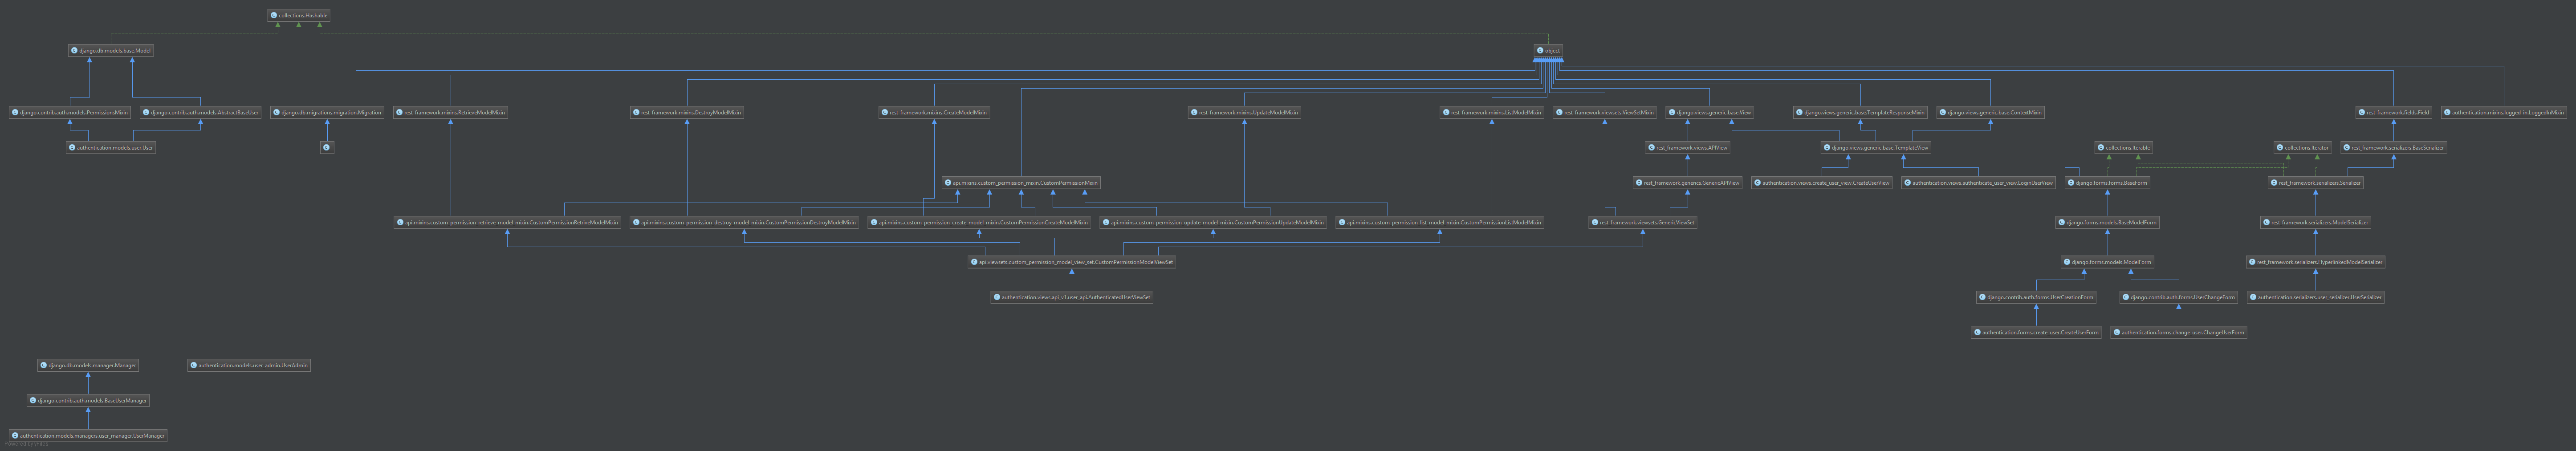 collections.Hashable
django.db.models.base.Model
object
django.contrib.auth.models.PermissionsMixin
django.contrib.auth.models.AbstractBaseUser
django.db.migrations.migration.Migration
rest_framework.mixins.RetrieveModelMixin
rest_framework.mixins.DestroyModelMixin
rest_framework.mixins.CreateModelMixin
rest_framework.mixins.UpdateModelMixin
rest_framework.mixins.ListModelMixin
rest_framework.viewsets.ViewSetMixin
django.views.generic.base.View
django.views.generic.base.TemplateResponseMixin
django.views.generic.base.ContextMixin
rest_framework.fields.Field
authentication.mixins.logged_in.LoggedInMixin
authentication.models.user.User
rest_framework.views.APIView
django.views.generic.base.TemplateView
collections.Iterable
collections.Iterator
rest_framework.serializers.BaseSerializer
api.mixins.custom_permission_mixin.CustomPermissionMixin
rest_framework.generics.GenericAPIView
authentication.views.create_user_view.CreateUserView
authentication.views.authenticate_user_view.LoginUserView
django.forms.forms.BaseForm
rest_framework.serializers.Serializer
api.mixins.custom_permission_retrieve_model_mixin.CustomPermissionRetriveModelMixin
api.mixins.custom_permission_destroy_model_mixin.CustomPermissionDestroyModelMixin
api.mixins.custom_permission_create_model_mixin.CustomPermissionCreateModelMixin
api.mixins.custom_permission_update_model_mixin.CustomPermissionUpdateModelMixin
api.mixins.custom_permission_list_model_mixin.CustomPermissionListModelMixin
rest_framework.viewsets.GenericViewSet
django.forms.models.BaseModelForm
rest_framework.serializers.ModelSerializer
api.viewsets.custom_permission_model_view_set.CustomPermissionModelViewSet
django.forms.models.ModelForm
rest_framework.serializers.HyperlinkedModelSerializer
authentication.views.api_v1.user_api.AuthenticatedUserViewSet
django.contrib.auth.forms.UserCreationForm
django.contrib.auth.forms.UserChangeForm
authentication.serializers.user_serializer.UserSerializer
authentication.forms.create_user.CreateUserForm
authentication.forms.change_user.ChangeUserForm
django.db.models.manager.Manager
authentication.models.user_admin.UserAdmin
django.contrib.auth.models.BaseUserManager
authentication.models.managers.user_manager.UserManager